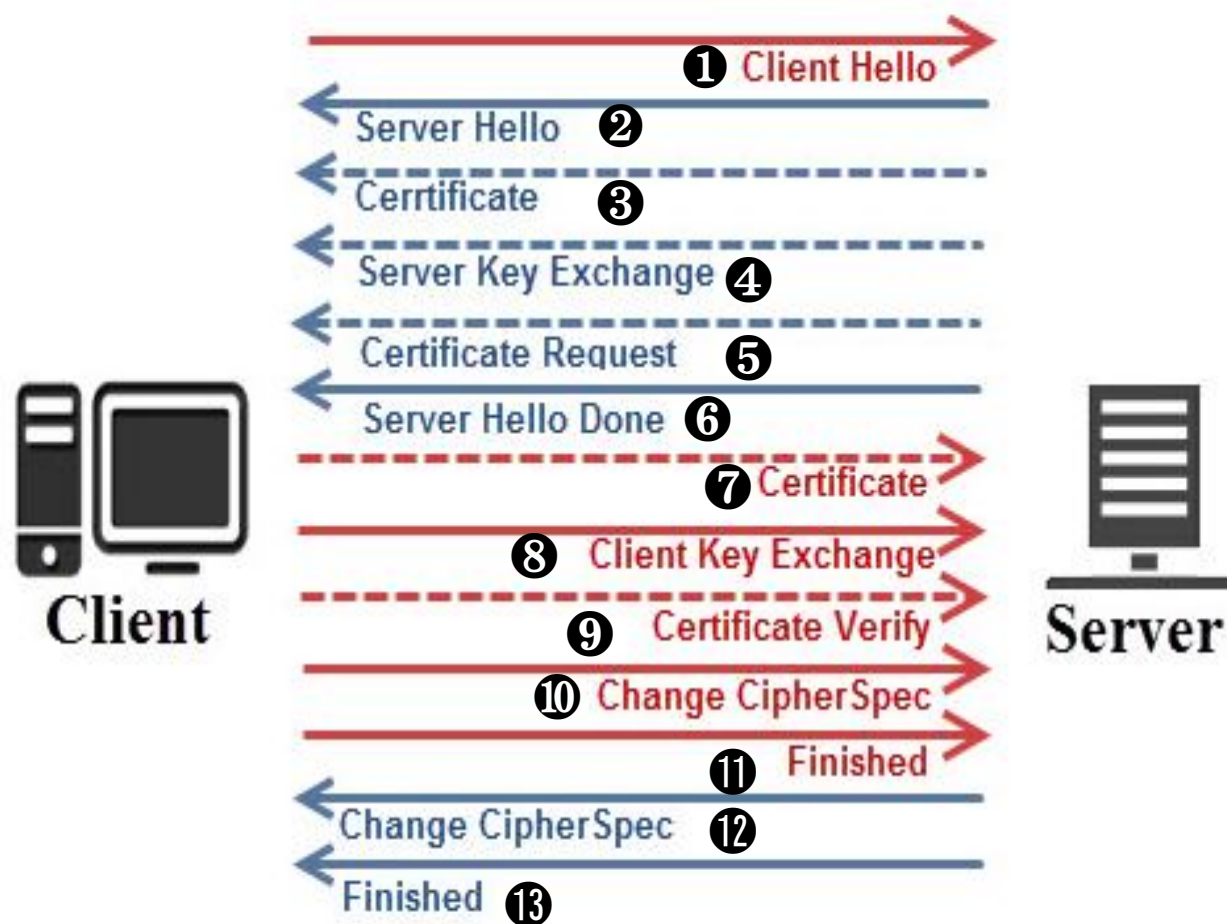 ❶ Client Hello
Server Hello ❷
Cerrtificate ❸
Server Key Exchange ❹
Certificate Request ❺
Server Hello Done ❻
❼ Certificate
❽ Client Key Exchange
Client
❾ Certificate Verify
Server
❿ Change CipherSpec
Finished
⓫
Change CipherSpec ⓬
Finished ⓭